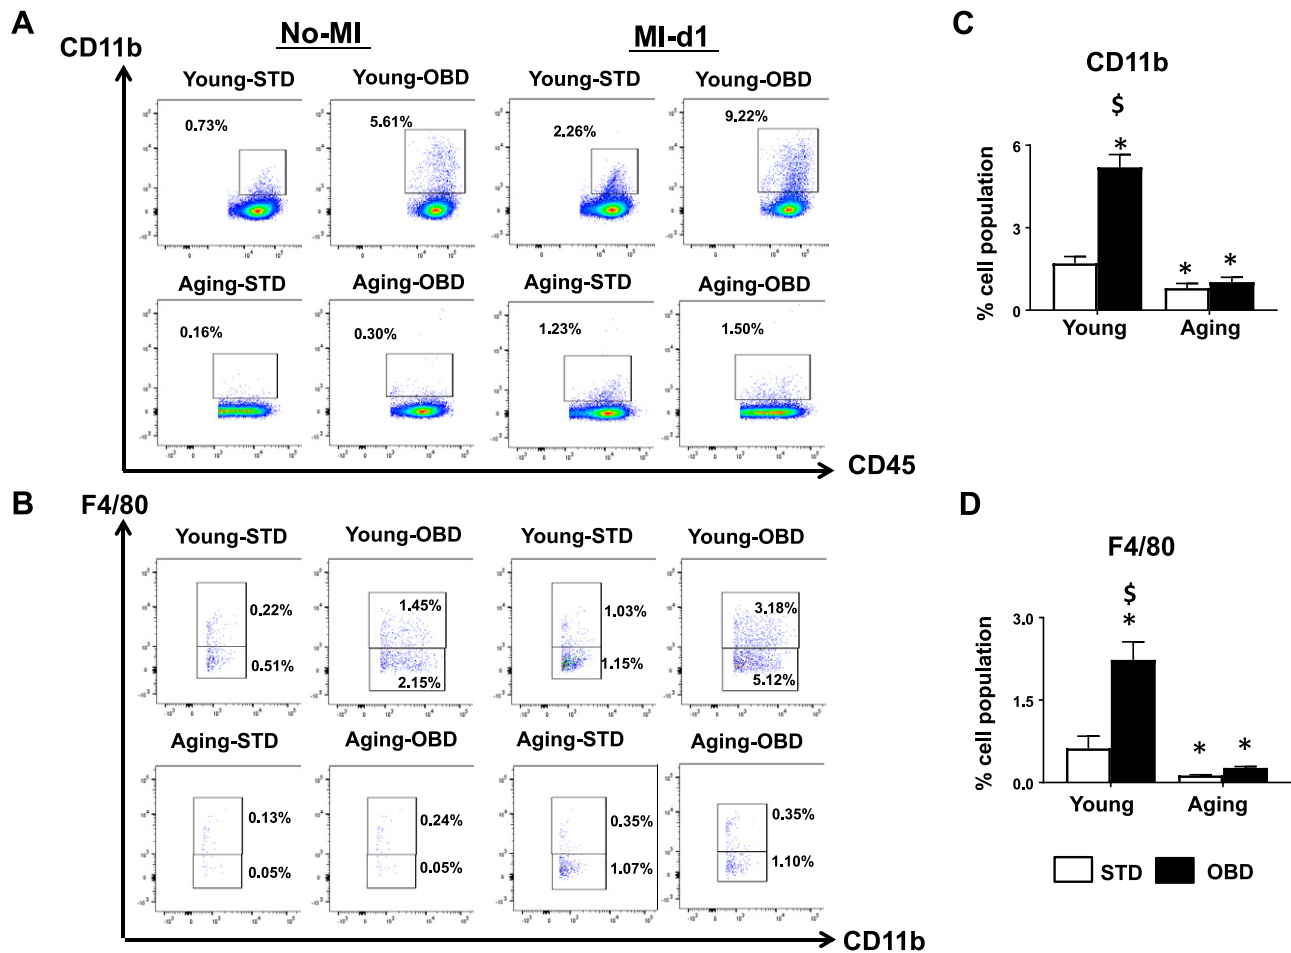 A
No-MI
MI-d1
CD11b
Young-STD
Young-OBD
Young-STD
Young-OBD
0.73%
5.61%
2.26%
9.22%
Aging-STD
Aging-OBD
Aging-STD
Aging-OBD
0.16%
0.30%
1.23%
1.50%
CD45
B
F4/80
Young-STD
Young-OBD
Young-STD
Young-OBD
0.22%
0.51%
1.45%
2.15%
1.03%
1.15%
3.18%
5.12%
Aging-STD
Aging-OBD
Aging-STD
Aging-OBD
0.13%
0.05%
0.24%
0.05%
0.35%
1.07%
0.35%
1.10%
CD11b
C
CD11b
% cell population
6
3
0
$
*
*
*
Young
Aging
D
F4/80
% cell population
3.0
1.5
0.0
$
*
*
*
Young
Aging
STD
OBD